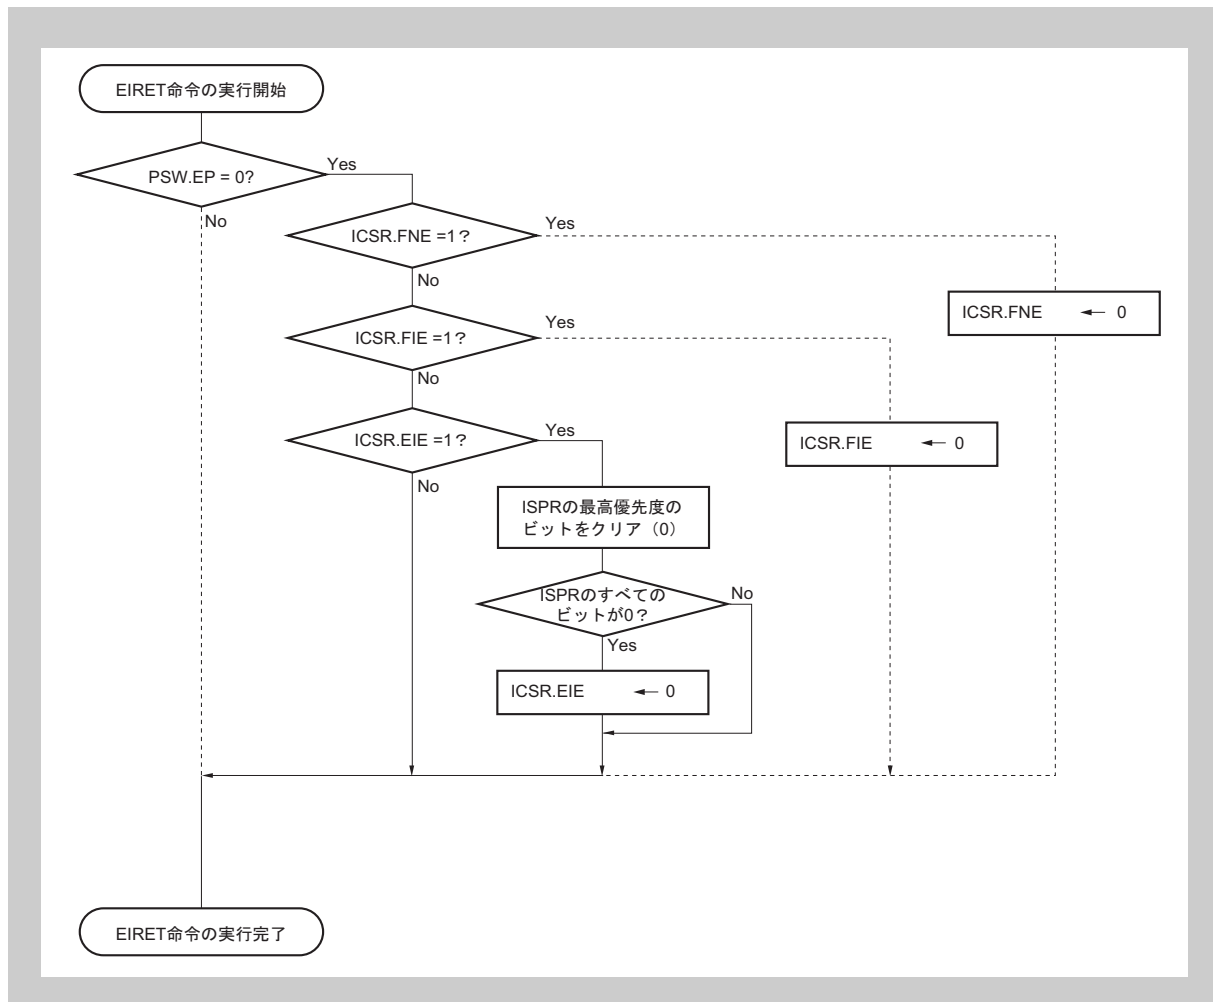 EIRET命令の実行開始
PSW.EP = 0?
Yes
No
ICSR.FNE =1?
Yes
No
ICSR.FNE ← 0
ICSR.FIE =1?
Yes
No
ICSR.FIE ← 0
ICSR.EIE =1?
Yes
No
ISPRの最高優先度の
ビットをクリア（0）
ISPRのすべての
ビットが0？
No
Yes
ICSR.EIE ← 0
EIRET命令の実行完了